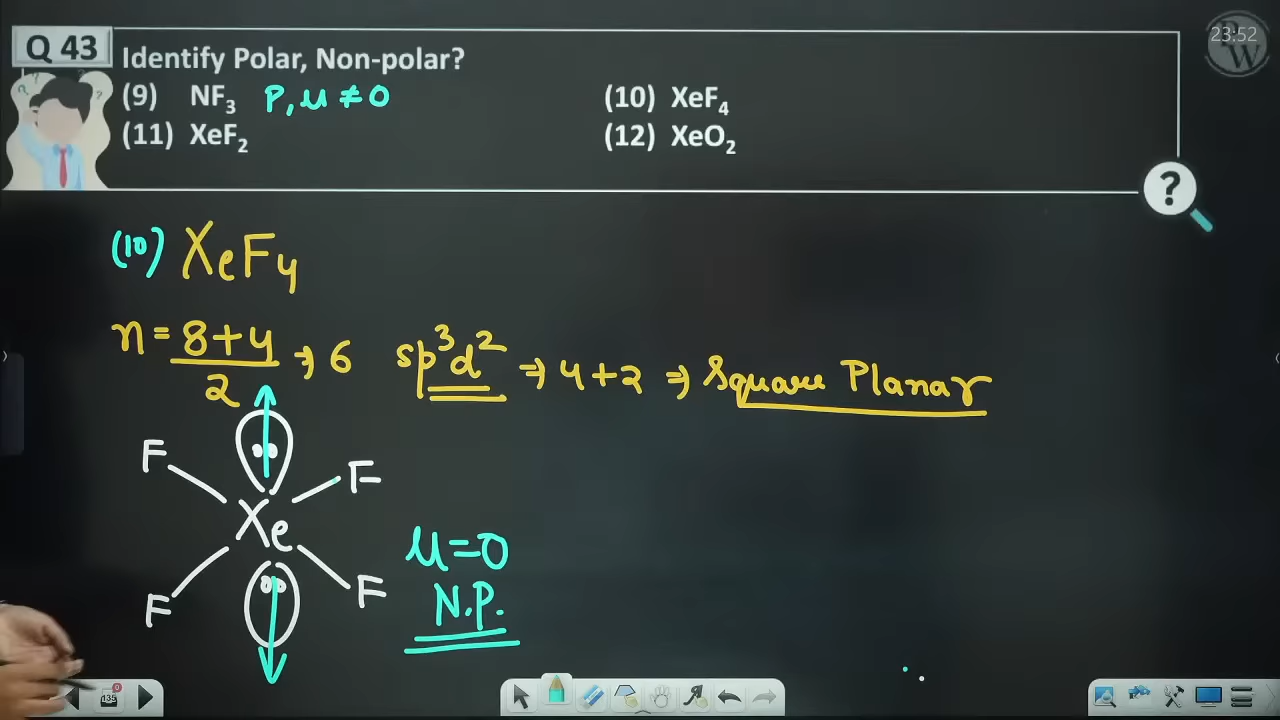 23:52
Q 43
Identify Polar, Non-polar?
(9) NF₃ P, μ ≠ 0 (10) XeF₄
(11) XeF₂ (12) XeO₂
?
(10) XeF₄
n = 8+4/2 → 6 sp³d² ⇒ 4+2 ⇒ Square Planar
F F
Xe
F F
μ=0
N.P.
135